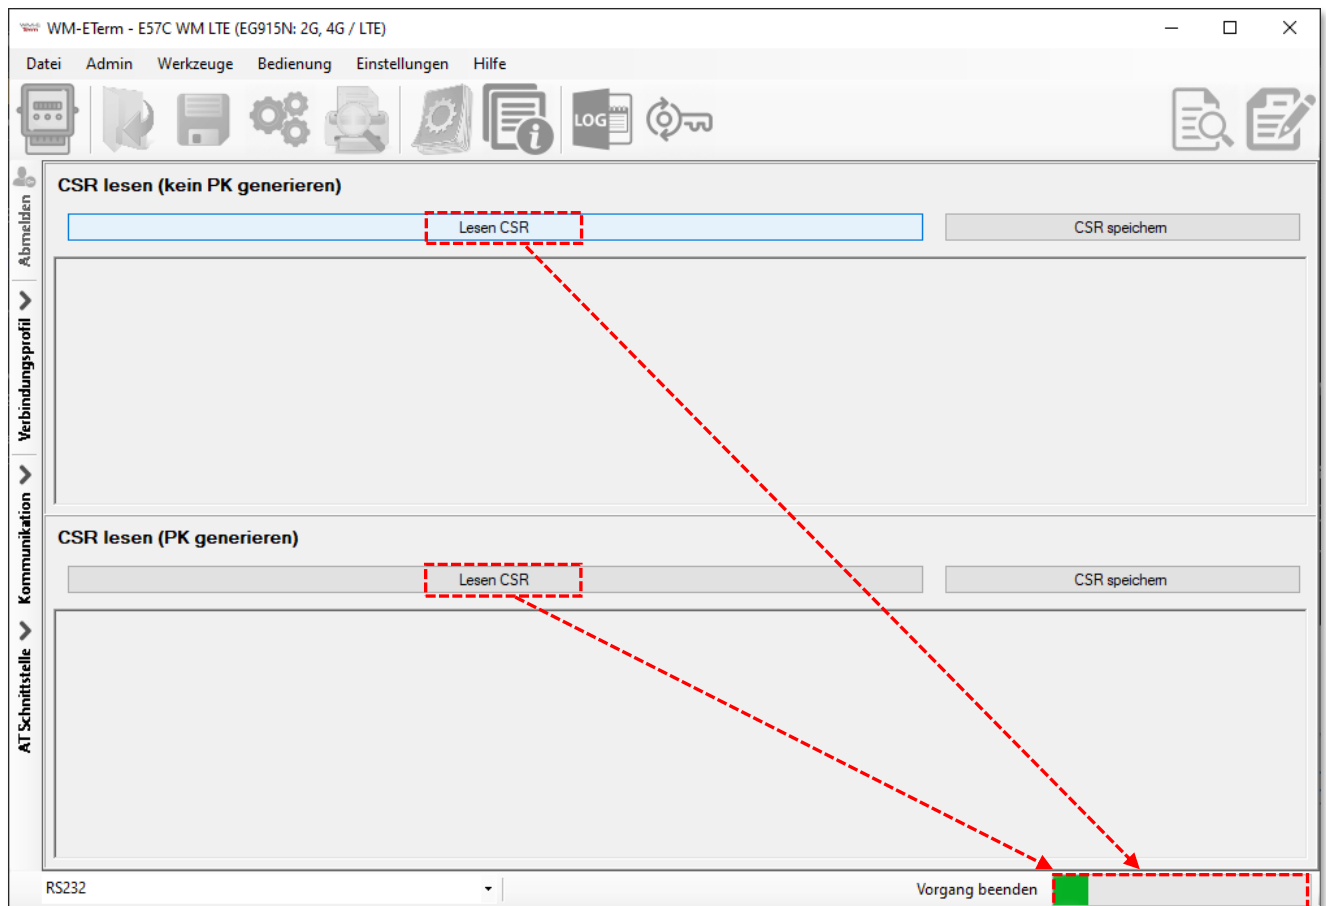 WM-ETerm - E57C WM LTE (EG915N: 2G, 4G / LTE)
Datei Admin Werkzeuge Bedienung Einstellungen Hilfe
LOG
CSR lesen (kein PK generieren)
Lesen CSR CSR speichern
CSR lesen (PK generieren)
Lesen CSR CSR speichern
Abmelden
Verbindungsprofil
Kommunikation
AT Schnittstelle
RS232 Vorgang beenden